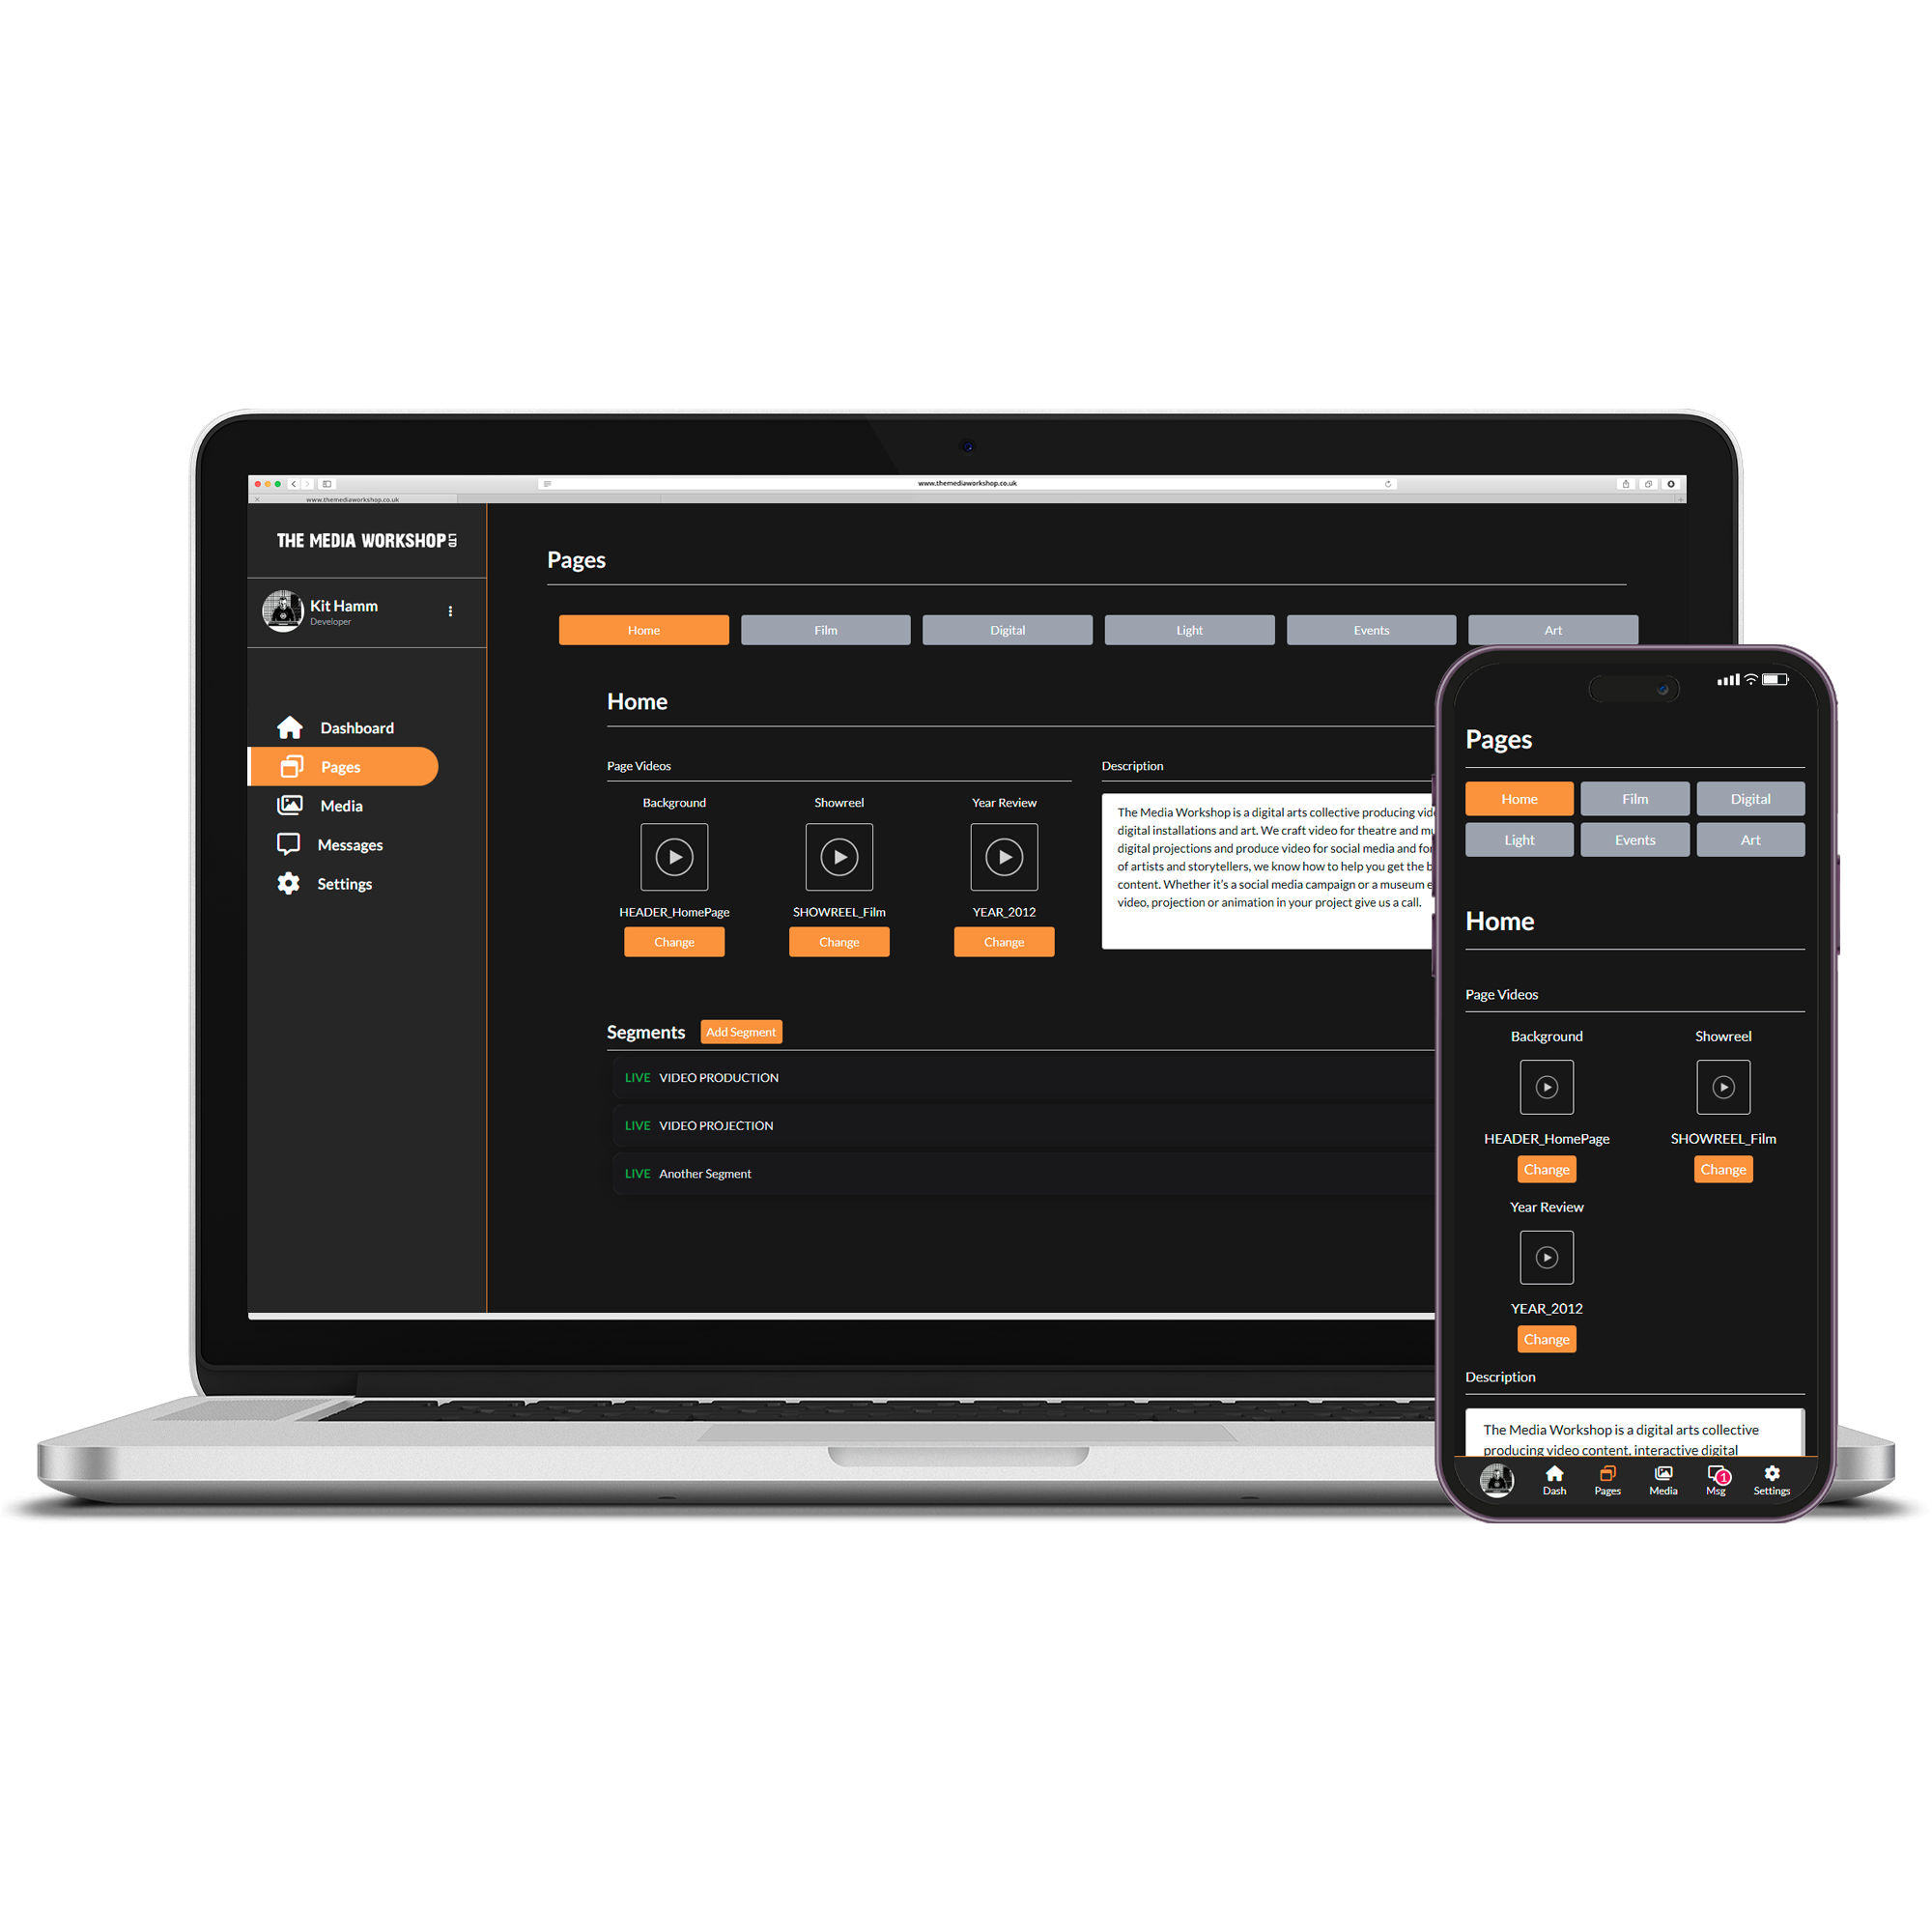 www.themediaworkshop.co.uk
www.themediaworkshop.co.uk
THE MEDIA WORKSHOP LTD
Kit Hamm
Developer
Dashboard
Pages
Media
Messages
Settings
Pages
Home Film Digital Light Events Art
Home
Page Videos
Background Showreel Year Review
HEADER_HomePage SHOWREEL_Film YEAR_2012
Change Change Change
Description
The Media Workshop is a digital arts collective producing vid
digital installations and art. We craft video for theatre and mu
digital projections and produce video for social media and for
of artists and storytellers, we know how to help you get the b
content. Whether it's a social media campaign or a museum e
video, projection or animation in your project give us a call.
Segments Add Segment
LIVE VIDEO PRODUCTION
LIVE VIDEO PROJECTION
LIVE Another Segment
Pages
Home Film Digital
Light Events Art
Home
Page Videos
Background Showreel
HEADER_HomePage SHOWREEL_Film
Change Change
Year Review
YEAR_2012
Change
Description
The Media Workshop is a digital arts collective
producing video content, interactive digital
1
Dash Pages Media Msg Settings